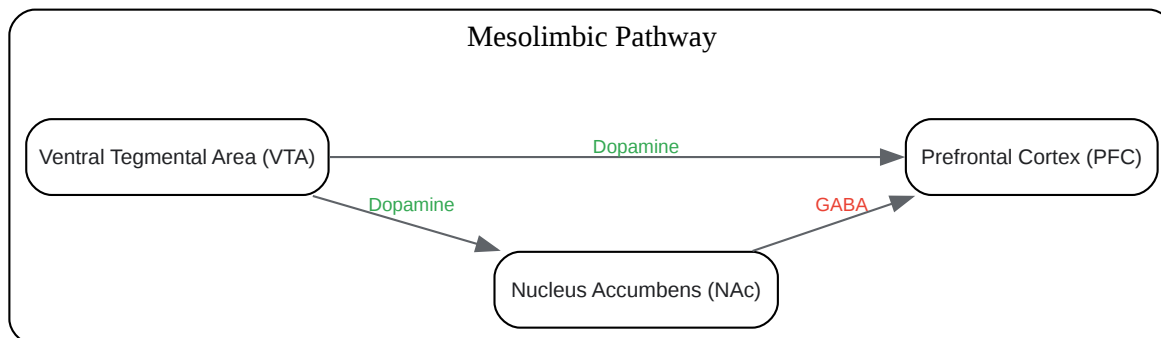 Mesolimbic Pathway
Dopamine
Ventral Tegmental Area (VTA)
Prefrontal Cortex (PFC)
Dopamine
GABA
Nucleus Accumbens (NAc)